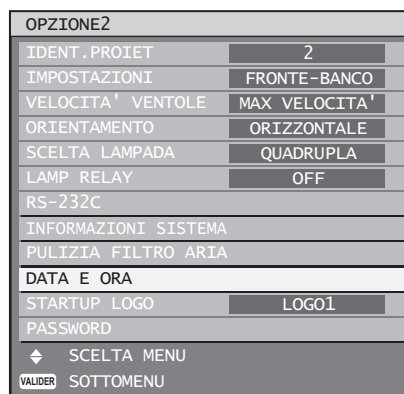 OPZIONE2
IDENT.PROIET 2
IMPOSTAZIONI FRONTE-BANCO
VELOCITA' VENTOLE MAX VELOCITA'
ORIENTAMENTO ORIZZONTALE
SCELTA LAMPADA QUADRUPLA
LAMP RELAY OFF
RS-232C
INFORMAZIONI SISTEMA
PULIZIA FILTRO ARIA
DATA E ORA
STARTUP LOGO LOGO1
PASSWORD
SCELTA MENU
VALIDER SOTTOMENU